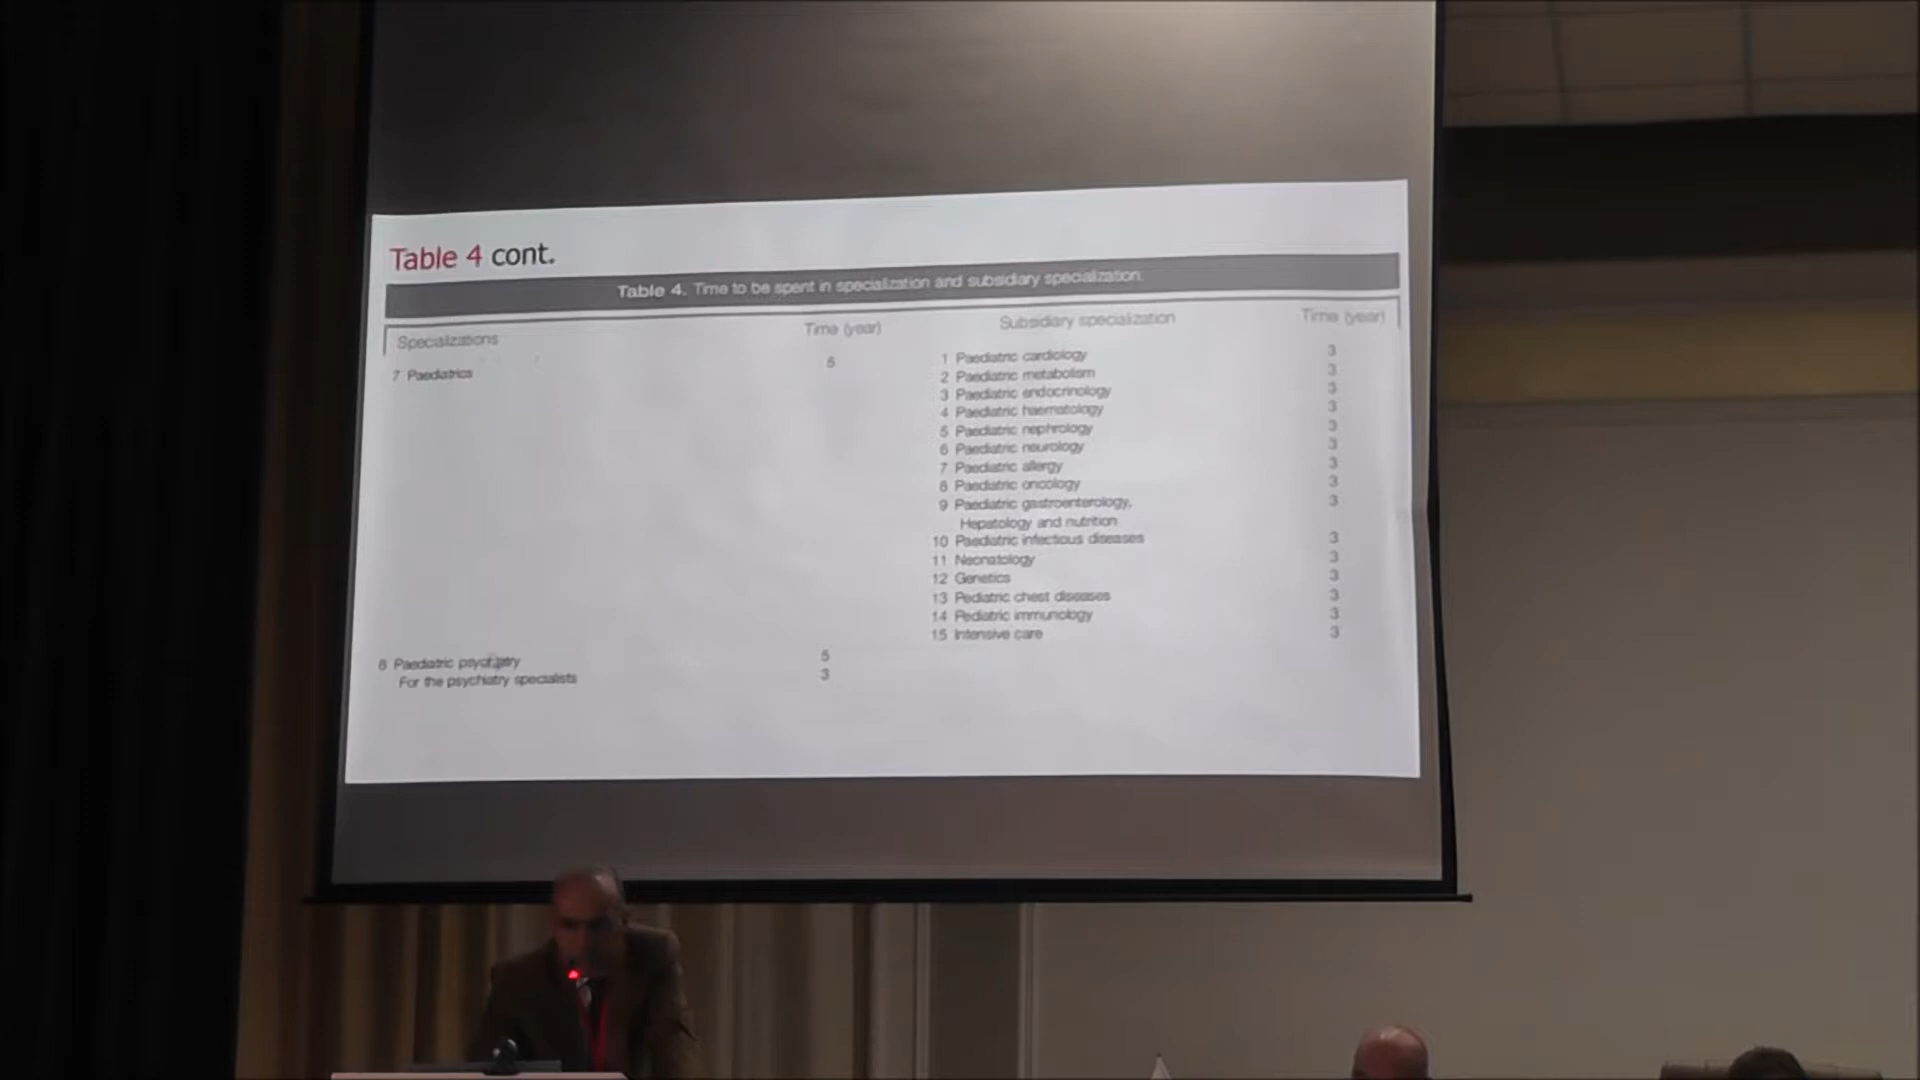 Table 4 cont.
Table 4. Time to be spent in specialization and subsidiary specialization.
Specializations Time (year) Subsidiary specialization Time (year)
7 Paediatrics 5 1 Paediatric cardiology 3
2 Paediatric metabolism 3
3 Paediatric endocrinology 3
4 Paediatric haematology 3
5 Paediatric nephrology 3
6 Paediatric neurology 3
7 Paediatric allergy 3
8 Paediatric oncology 3
9 Paediatric gastroenterology, 3
Hepatology and nutrition
10 Paediatric infectious diseases 3
11 Neonatology 3
12 Genetics 3
13 Pediatric chest diseases 3
14 Pediatric immunology 3
15 Intensive care 3
8 Paediatric psychiatry 5
For the psychiatry specialists 3